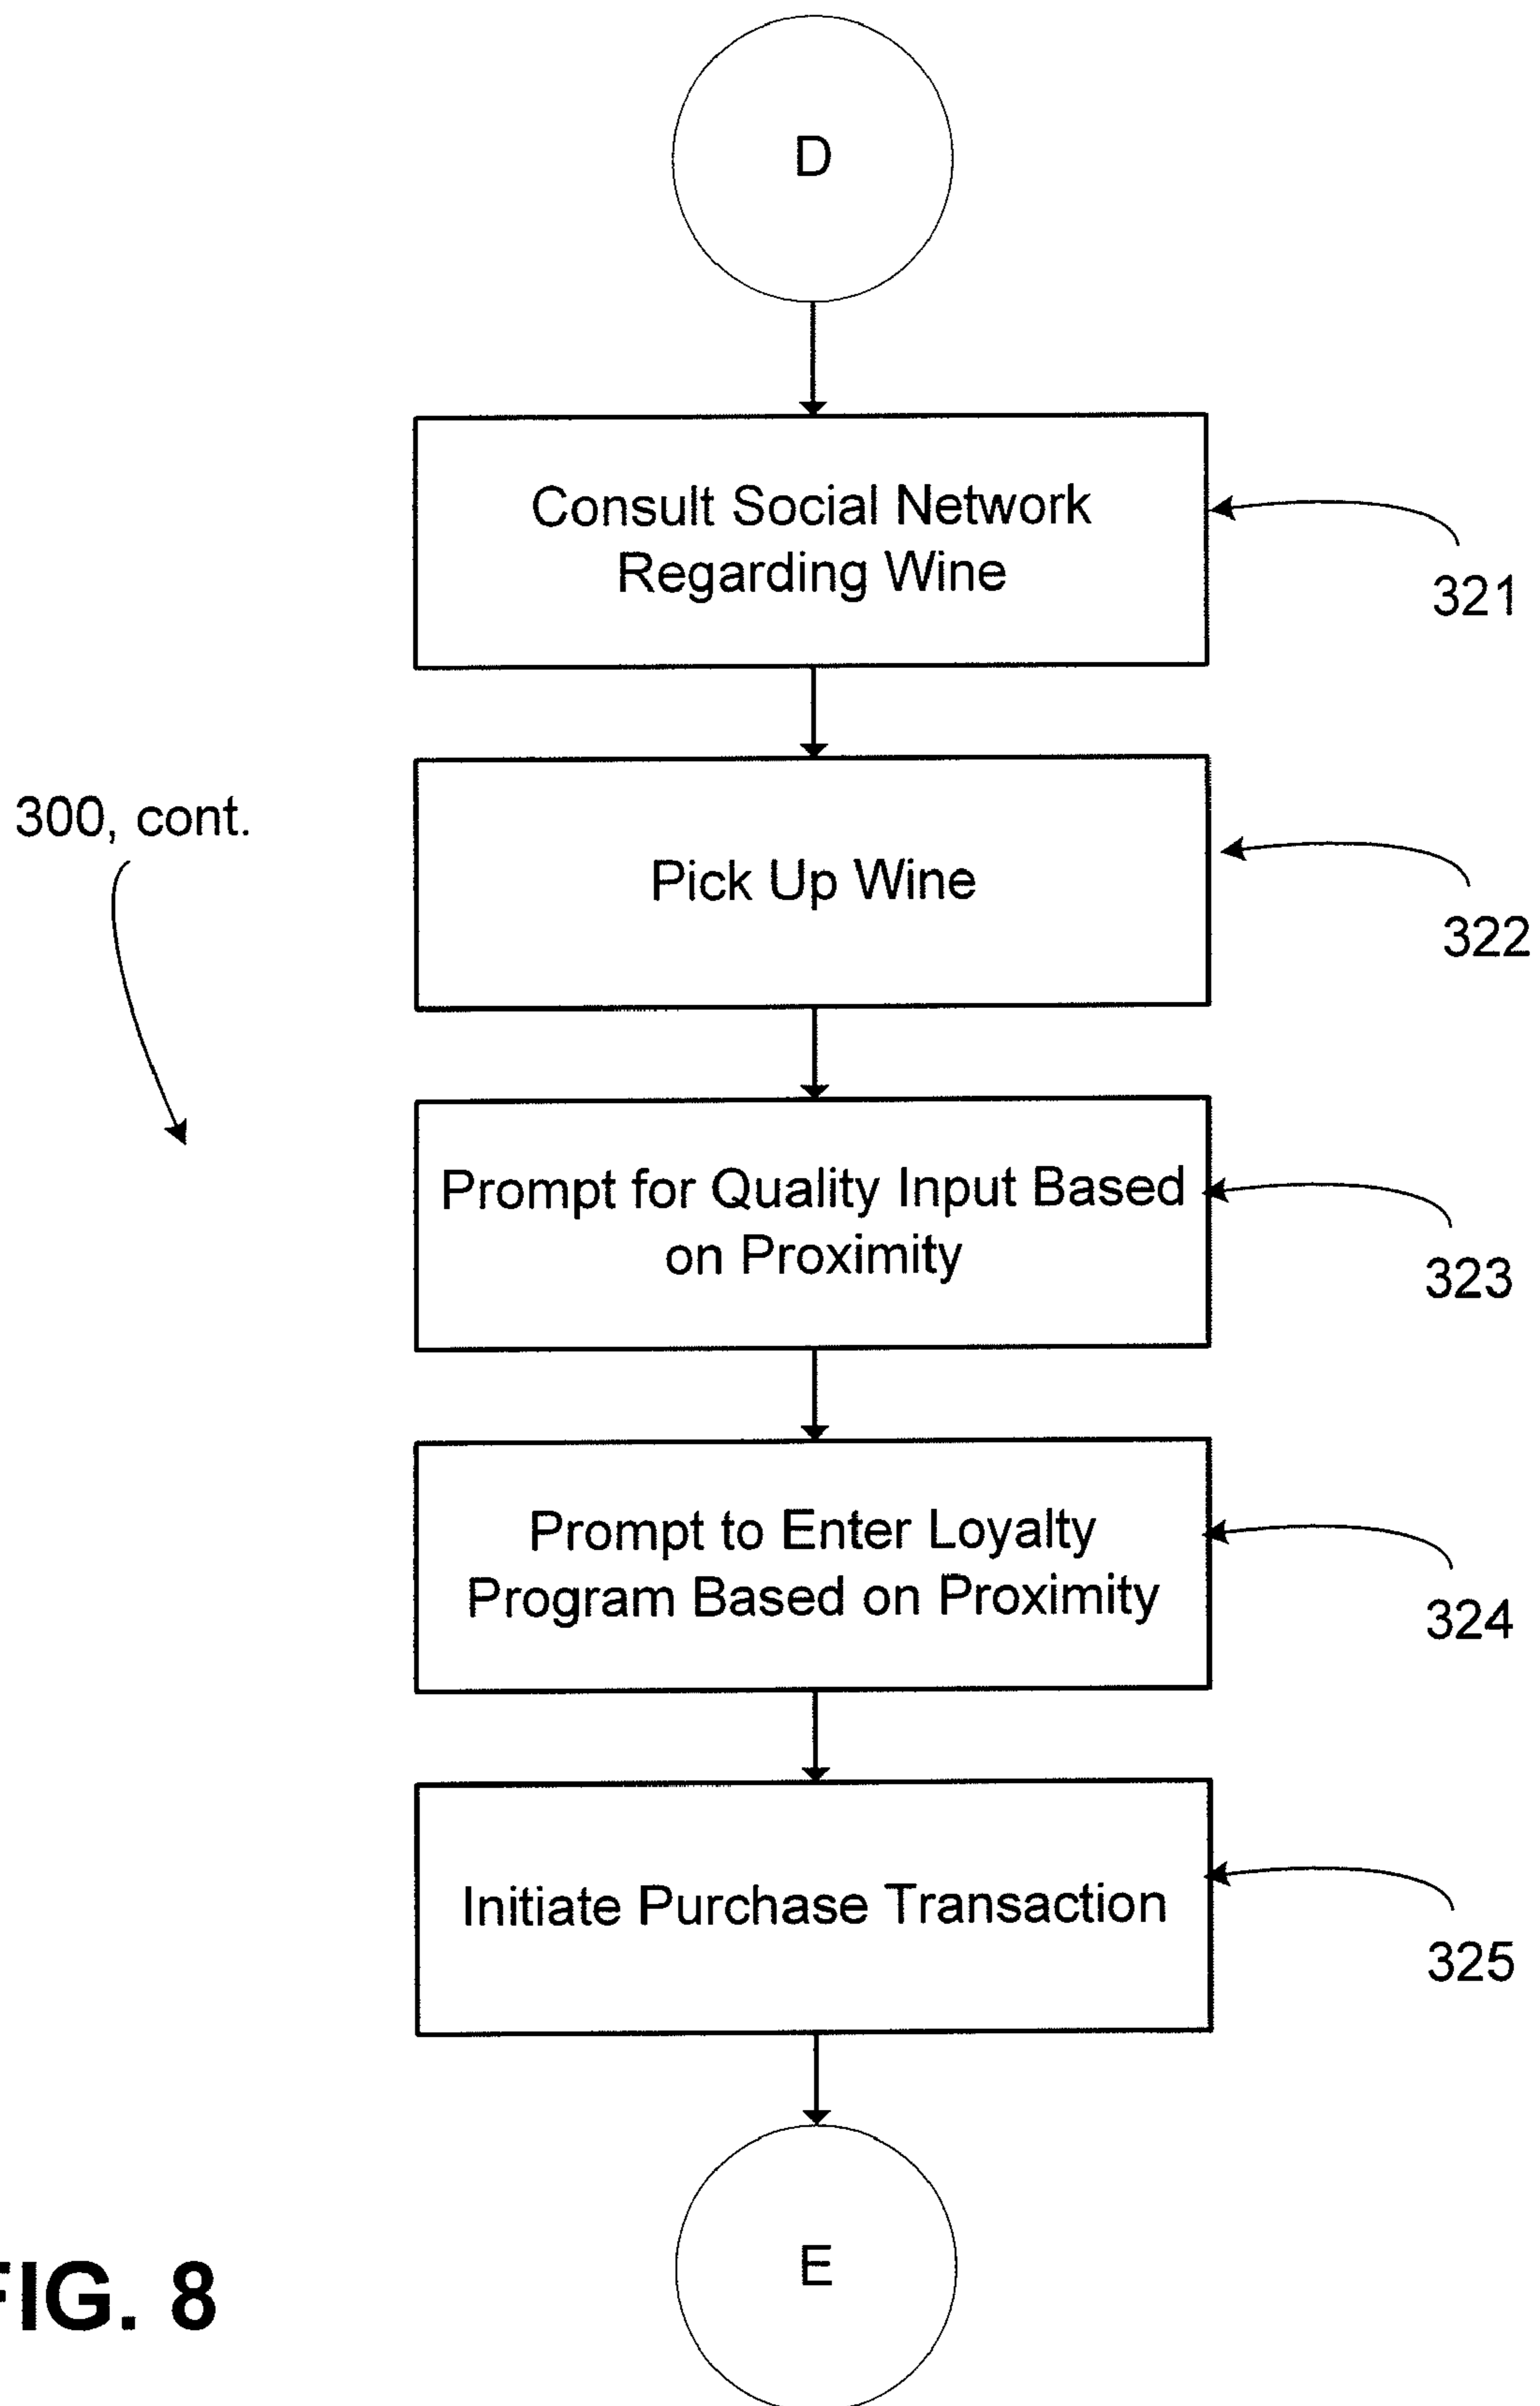 D
Consult Social Network
Regarding Wine
321
300, cont.
Pick Up Wine
322
Prompt for Quality Input Based
on Proximity
323
Prompt to Enter Loyalty
Program Based on Proximity
324
Initiate Purchase Transaction
325
E
FIG. 8